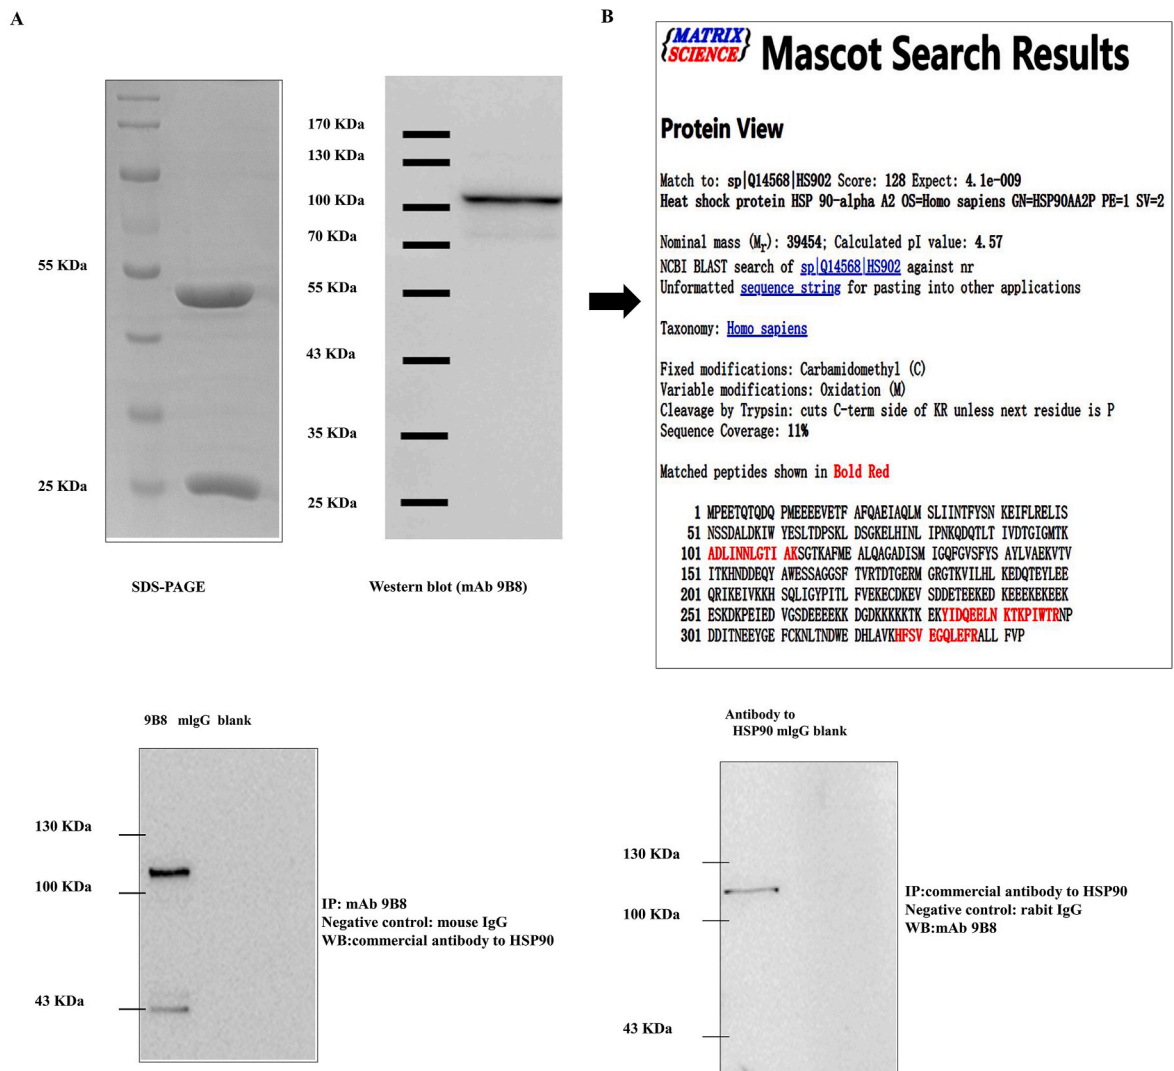 A
B
55 KDa
25 KDa
SDS-PAGE
170 KDa
130 KDa
100 KDa
70 KDa
55 KDa
43 KDa
35 KDa
25 KDa
Western blot (mAb 9B8)
{MATRIX
{SCIENCE}
Mascot Search Results
Protein View
Match to: sp|Q14568|HS902 Score: 128 Expect: 4.1e-009
Heat shock protein HSP 90-alpha A2 OS=Homo sapiens GN=HSP90AA2P PE=1 SV=2
Nominal mass (Mr): 39454; Calculated pI value: 4.57
NCBI BLAST search of sp|Q14568|HS902 against nr
Unformatted sequence string for pasting into other applications
Taxonomy: Homo sapiens
Fixed modifications: Carbamidomethyl (C)
Variable modifications: Oxidation (M)
Cleavage by Trypsin: cuts C-term side of KR unless next residue is P
Sequence Coverage: 11%
Matched peptides shown in Bold Red
1 MPEETQTQDQ PMEEEEVETF AFQAEIAQLM SLIINTFYSN KEIFLRELIS
51 NSSDALDKIW YESLTDPSKL DSGKELHINL IPNKQDQTLT IVDTGIGMTK
101 ADLINNLGTI AKSGTKAFME ALQAGADISM IGQFGVSFYS AYLVAEKVTV
151 ITKHNDDEQY AWESSAGGSF TVRTDTGERM GRGTKVILHL KEDQTEYLEE
201 QRIKEIVKKH SQLIGYPITL FVEKECDKEV SDDETEEKED KEEEKEKEEK
251 ESKDKPEIED VGSDEEEEKK DGDKKKKKTK EKYIDQEELN KTKPIWTRNP
301 DDITNEEYGE FCKNLTNDWE DHLAVKHFSV EGQLEFRALL FVP
9B8 mIgG blank
130 KDa
100 KDa
43 KDa
IP: mAb 9B8
Negative control: mouse IgG
WB:commercial antibody to HSP90
Antibody to
HSP90 mIgG blank
130 KDa
100 KDa
43 KDa
IP:commercial antibody to HSP90
Negative control: rabit IgG
WB:mAb 9B8